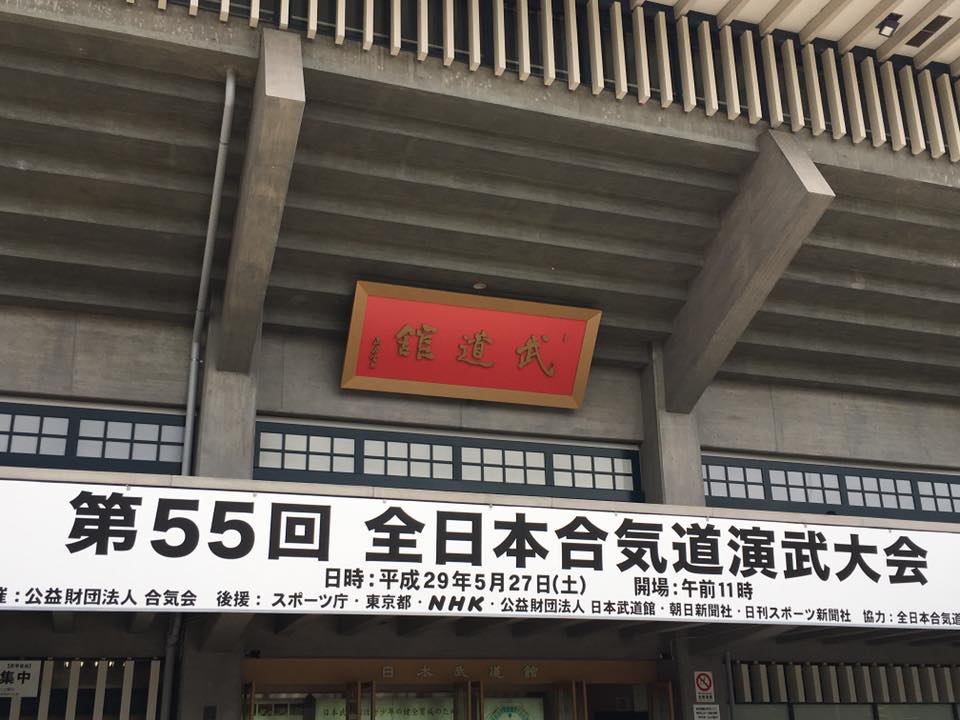 武道館
第55回 全日本合気道演武大会
日時:平成29年5月27日(土) 開場:午前11時
催:公益財団法人 合気会 後援: スポーツ庁・東京都・NHK・公益財団法人 日本武道館・朝日新聞社・日刊スポーツ新聞社 協力:全日本合気道
集中
日本武道館